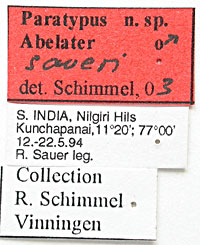 Paratypus n. sp.
Abelater ♂
saueri
det. Schimmel, 03
S. INDIA, Nilgiri Hils
Kunchapanai, 11°20'; 77°00'
12.-22.5.94
R. Sauer leg.
Collection
R. Schimmel
Vinningen